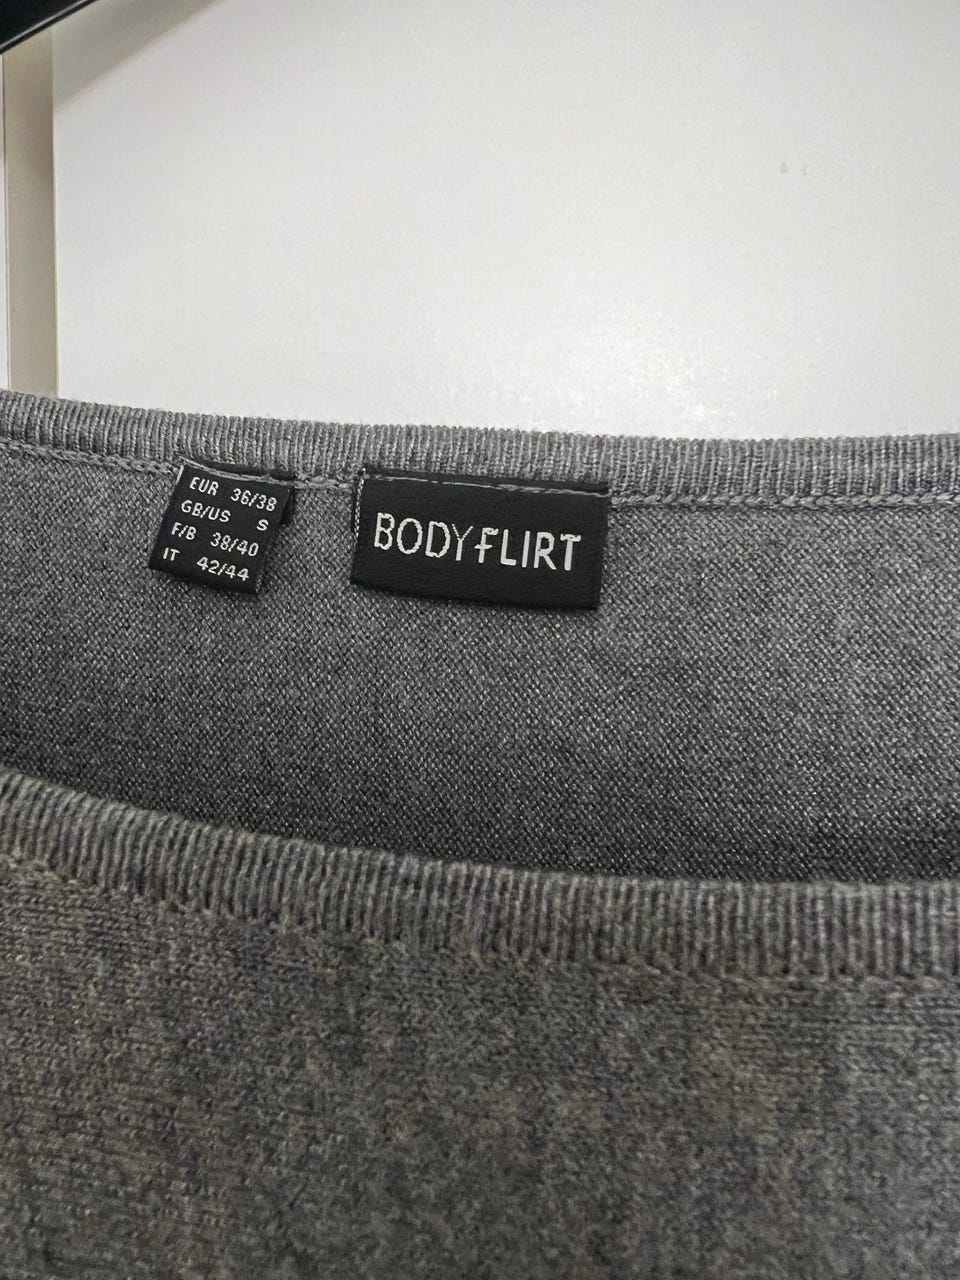 EUR 36/38
GB/US S
F/B 38/40
IT 42/44
BODYFLIRT